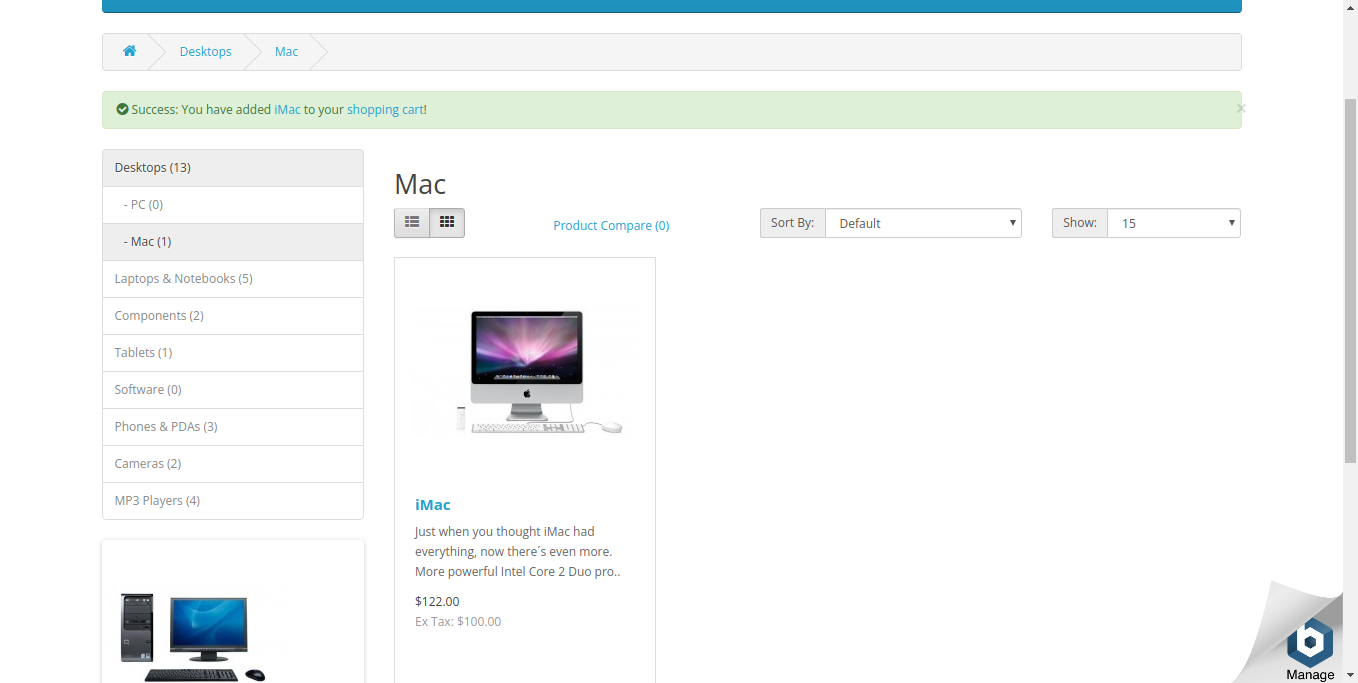 Desktops Mac
Success: You have added iMac to your shopping cart!
×
Desktops (13)
- PC (0)
- Mac (1)
Laptops & Notebooks (5)
Components (2)
Tablets (1)
Software (0)
Phones & PDAs (3)
Cameras (2)
MP3 Players (4)
Mac
Product Compare (0)
Sort By: Default
Show: 15
iMac
Just when you thought iMac had
everything, now there´s even more.
More powerful Intel Core 2 Duo pro..
$122.00
Ex Tax: $100.00
Manage